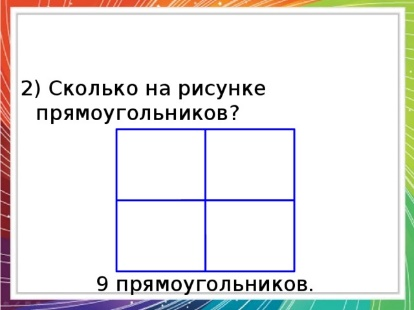 2) Сколько на рисунке
прямоугольников?
9 прямоугольников.